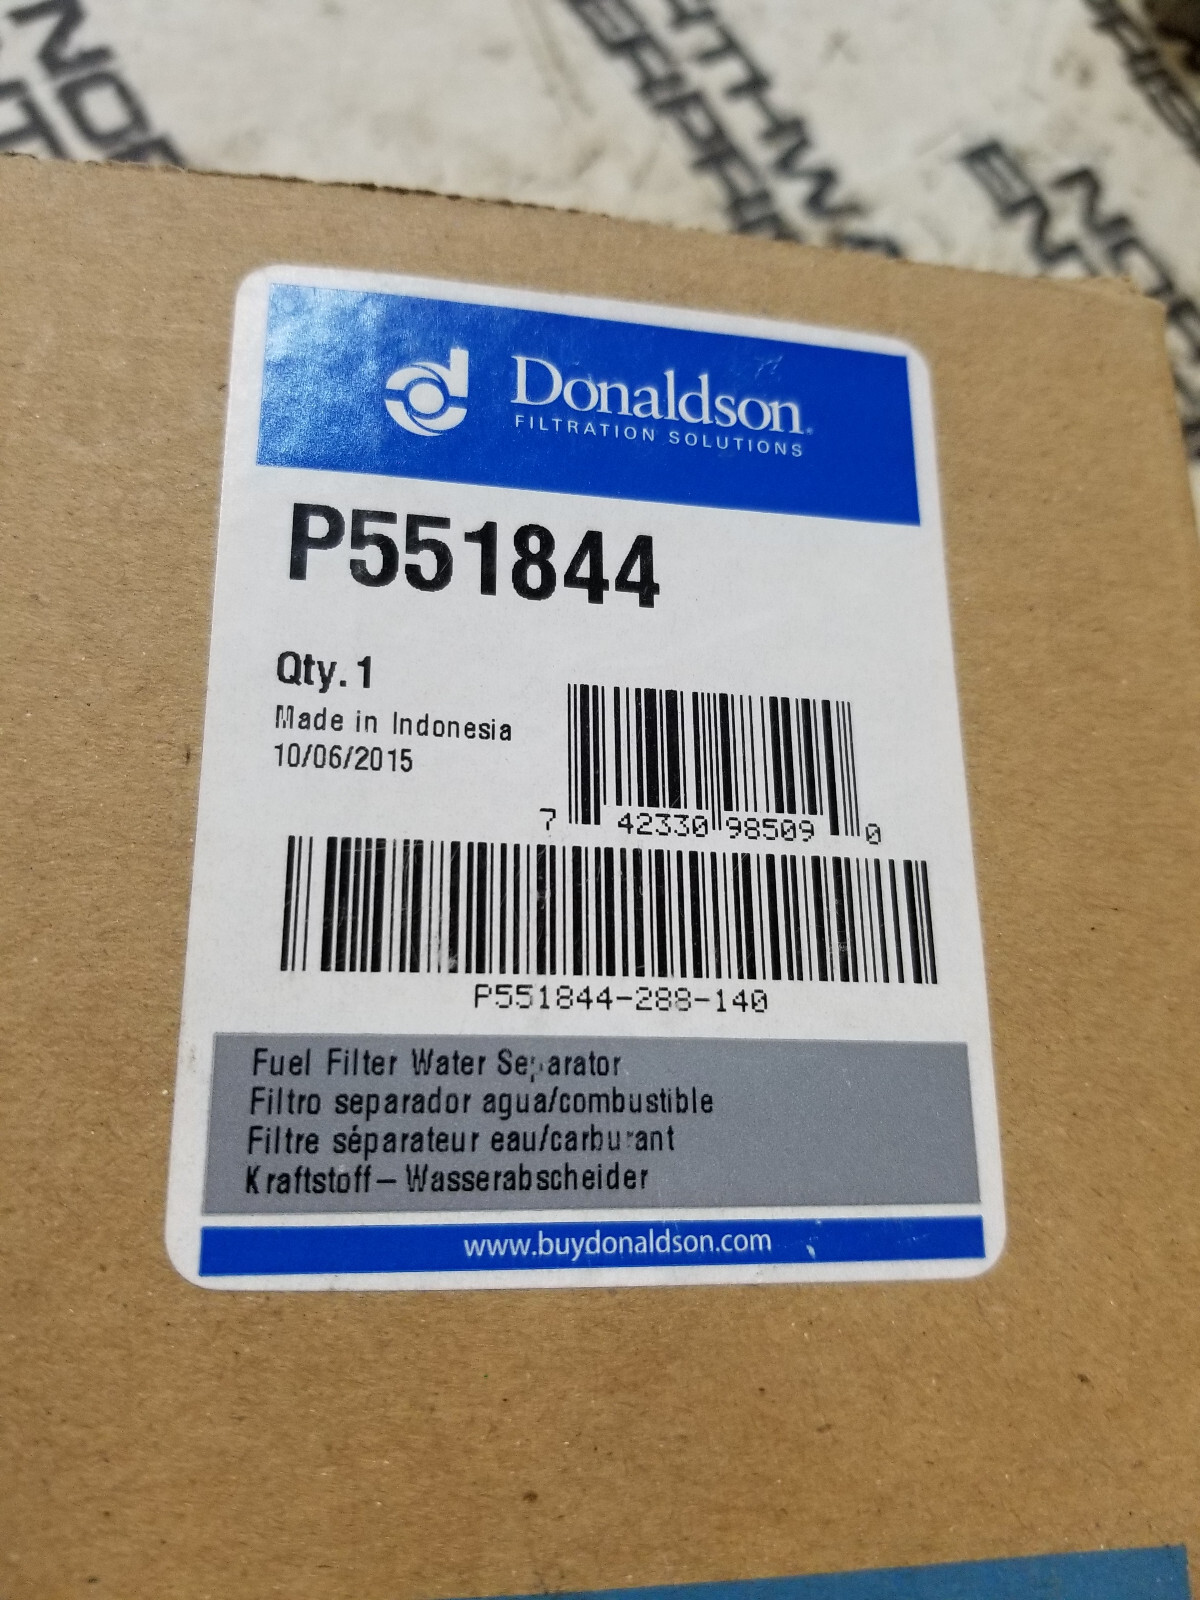 Donaldson
FILTRATION SOLUTIONS
P551844
Qty. 1
Made in Indonesia
10/06/2015
7 42330 98509 0
P551844-288-140
Fuel Filter Water Separator
Filtro separador agua/combustible
Filtre séparateur eau/carburant
Kraftstoff–Wasserabscheider
www.buydonaldson.com